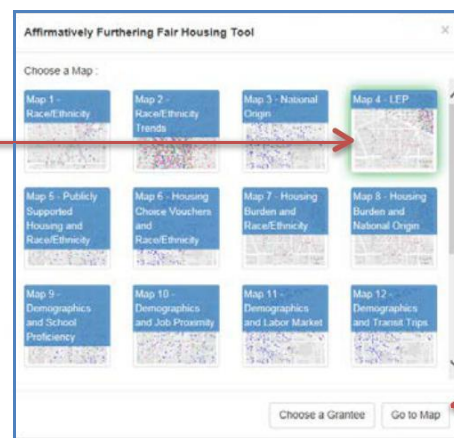 Affirmatively Furthering Fair Housing Tool
×
Choose a Map :
Map 1 -
Race/Ethnicity
Map 2 -
Race/Ethnicity
Trends
Map 3 - National
Origin
Map 4 - LEP
Map 5 - Publicly
Supported
Housing and
Race/Ethnicity
Map 6 - Housing
Choice Vouchers
and
Race/Ethnicity
Map 7 - Housing
Burden and
Race/Ethnicity
Map 8 - Housing
Burden and
National Origin
Map 9 -
Demographics
and School
Proficiency
Map 10 -
Demographics
and Job Proximity
Map 11 -
Demographics
and Labor Market
Map 12 -
Demographics
and Transit Trips
Choose a Grantee
Go to Map